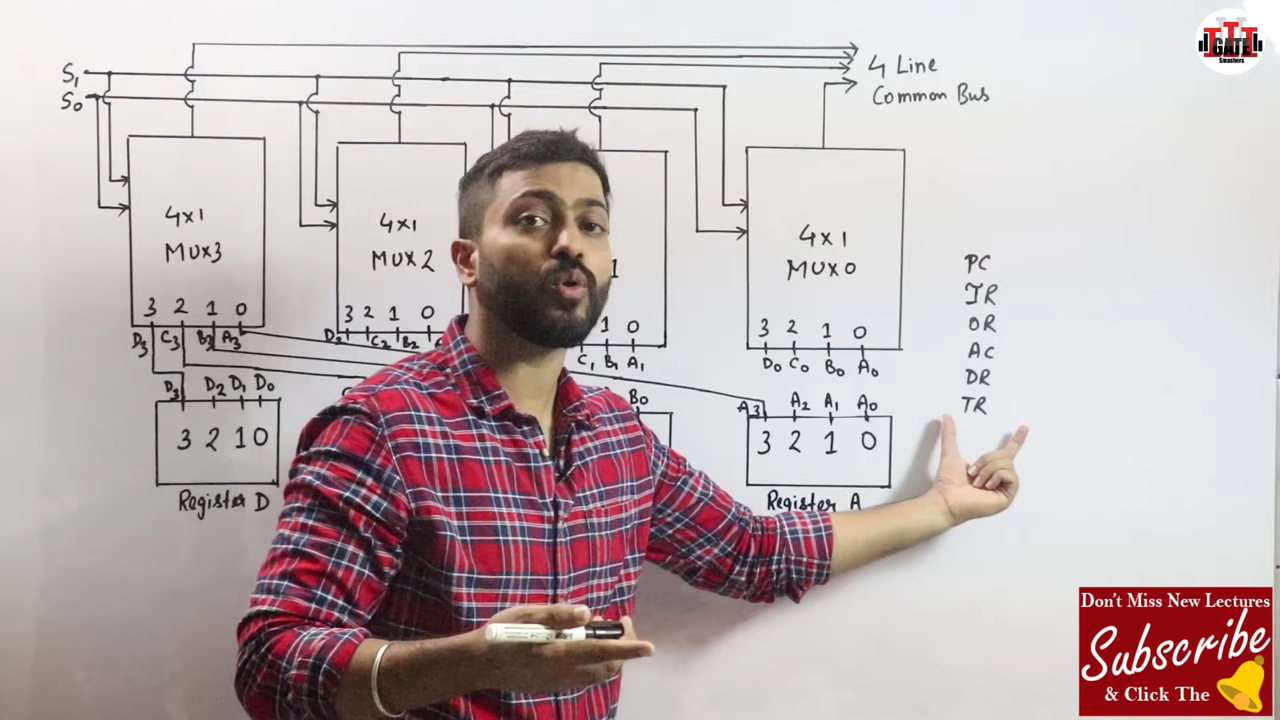 GATE
Smashers
S1
S0
4 Line
Common Bus
4x1
MUX3
3 2 1 0
D3 C3 B3 A3
4x1
MUX2
3 2 1 0
D2 C2 B2
1
1 0
C1 B1 A1
4x1
MUX0
3 2 1 0
D0 C0 B0 A0
PC
IR
OR
AC
DR
TR
D3 D2 D1 D0
3 2 1 0
Register D
B0
A3 A2 A1 A0
3 2 1 0
Register A
Don't Miss New Lectures
Subscribe
& Click The